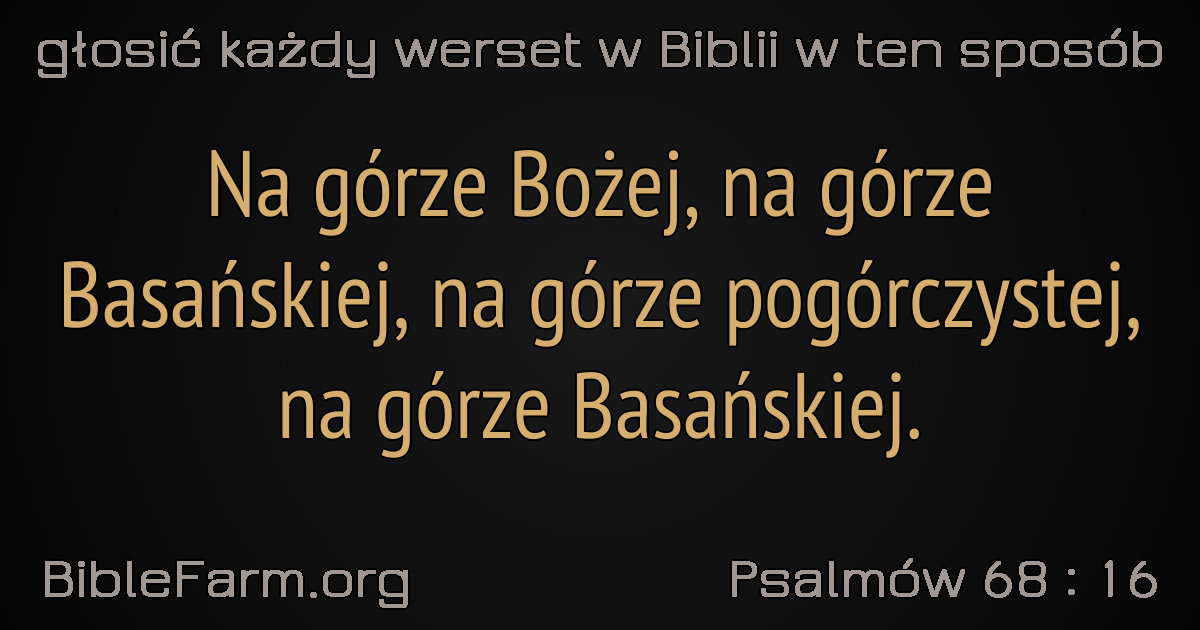 głosić każdy werset w Biblii w ten sposób
Na górze Bożej, na górze
Basańskiej, na górze pogórczystej,
na górze Basańskiej.
BibleFarm.org
Psalmów 68 : 16